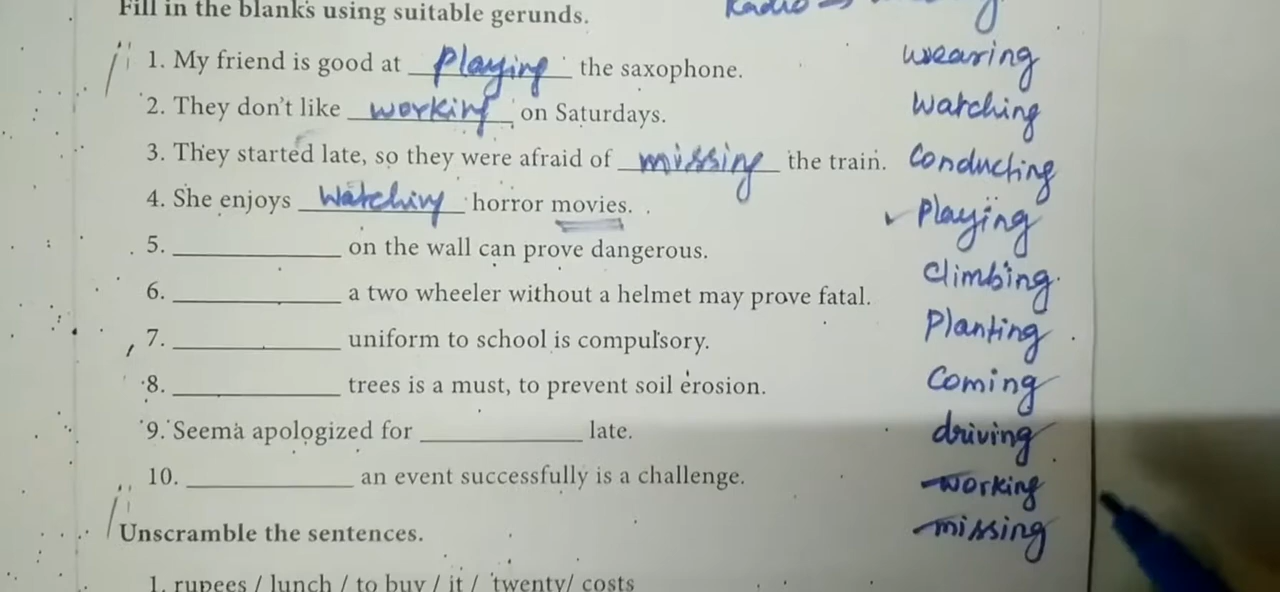 Fill in the blanks using suitable gerunds.
Radio
1. My friend is good at playing the saxophone.
wearing
2. They don't like working on Saturdays.
watching
3. They started late, so they were afraid of missing the train.
Conducting
4. She enjoys watching horror movies.
Playing
5. ____________ on the wall can prove dangerous.
Climbing
6. ____________ a two wheeler without a helmet may prove fatal.
Planting
7. ____________ uniform to school is compulsory.
8. ____________ trees is a must, to prevent soil erosion.
Coming
9. Seema apologized for ____________ late.
driving
10. ____________ an event successfully is a challenge.
working
Unscramble the sentences.
missing
1. rupees / lunch / to buy / it / twenty/ costs